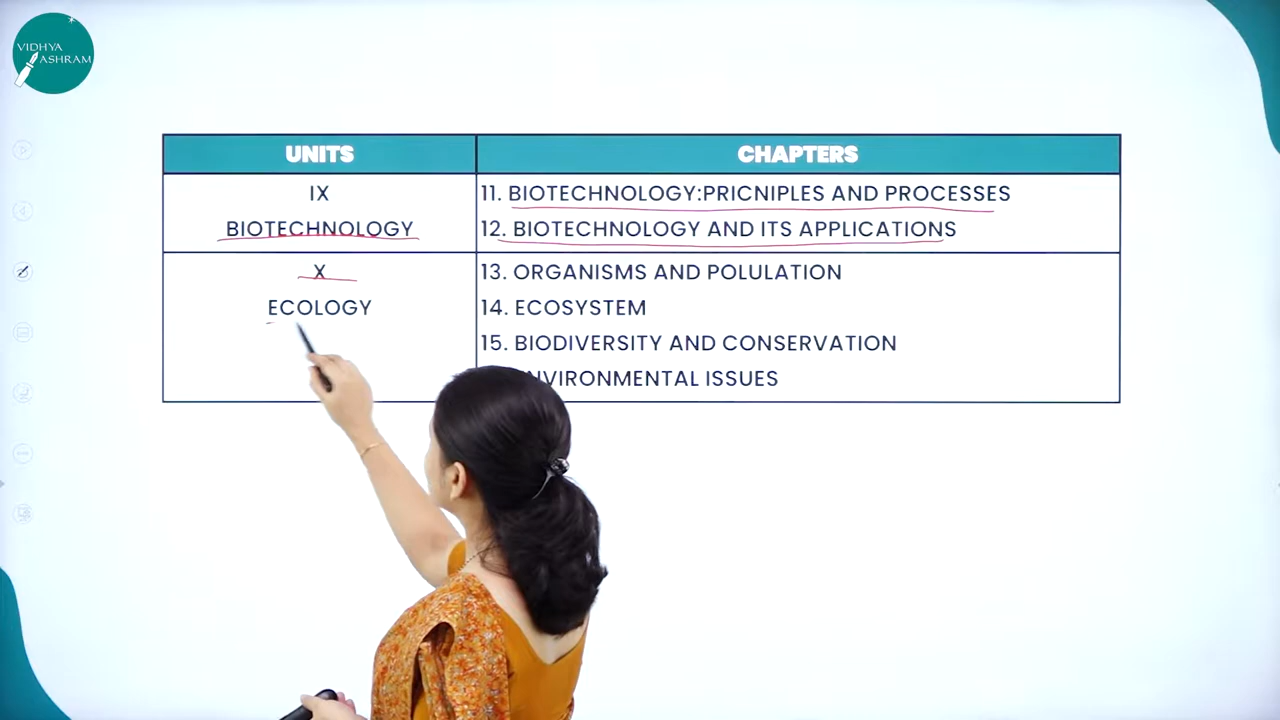 VIDHYA
ASHRAM
UNITS
CHAPTERS
IX
BIOTECHNOLOGY
11. BIOTECHNOLOGY:PRICNIPLES AND PROCESSES
12. BIOTECHNOLOGY AND ITS APPLICATIONS
X
ECOLOGY
13. ORGANISMS AND POLULATION
14. ECOSYSTEM
15. BIODIVERSITY AND CONSERVATION
ISSUES